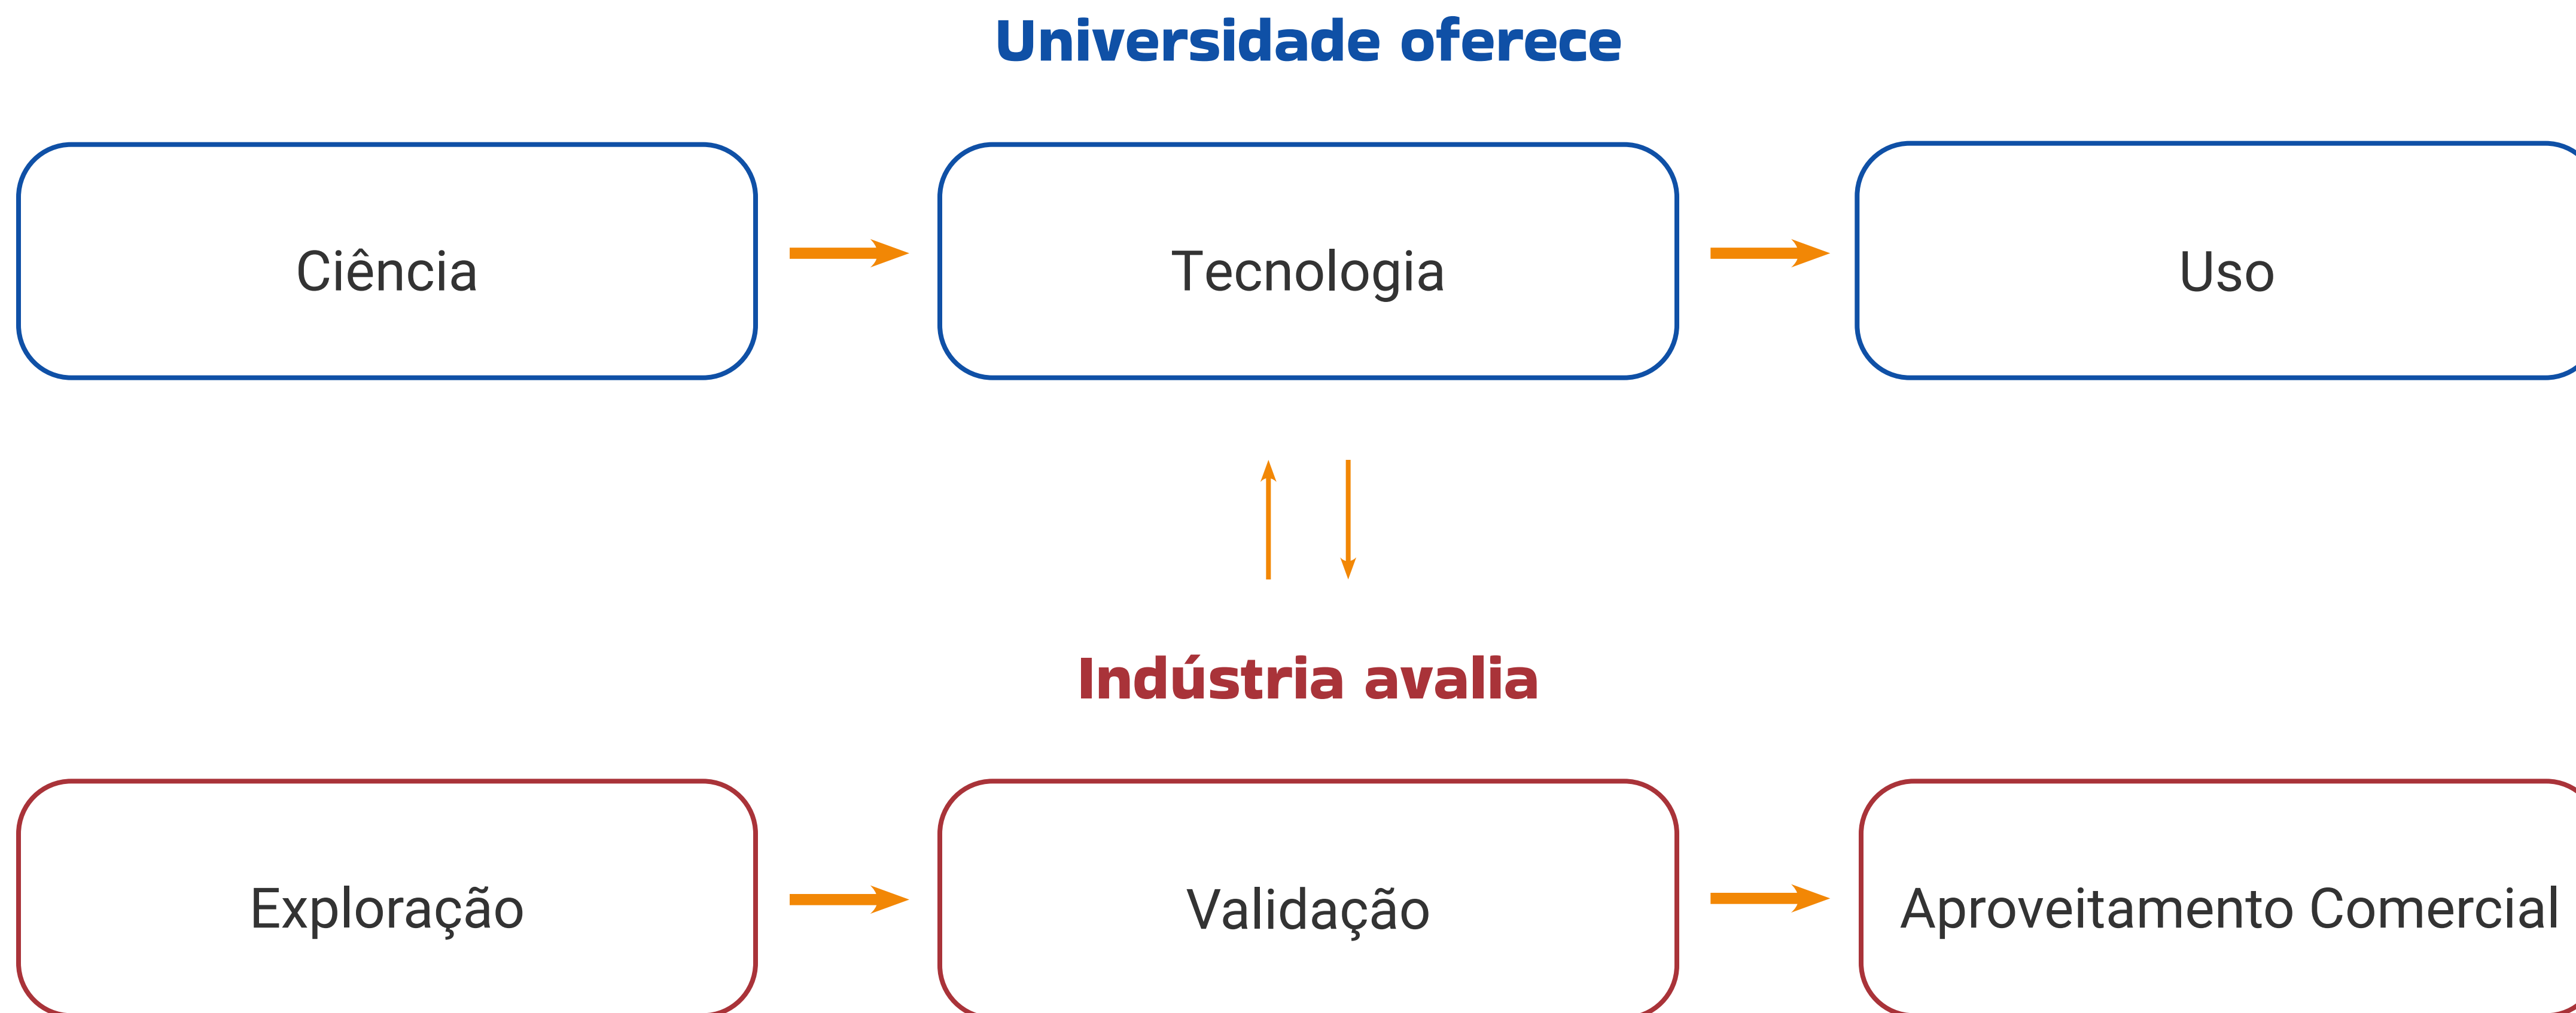 Universidade oferece
Ciência
Tecnologia
Uso
Indústria avalia
Exploração
Validação
Aproveitamento Comercial